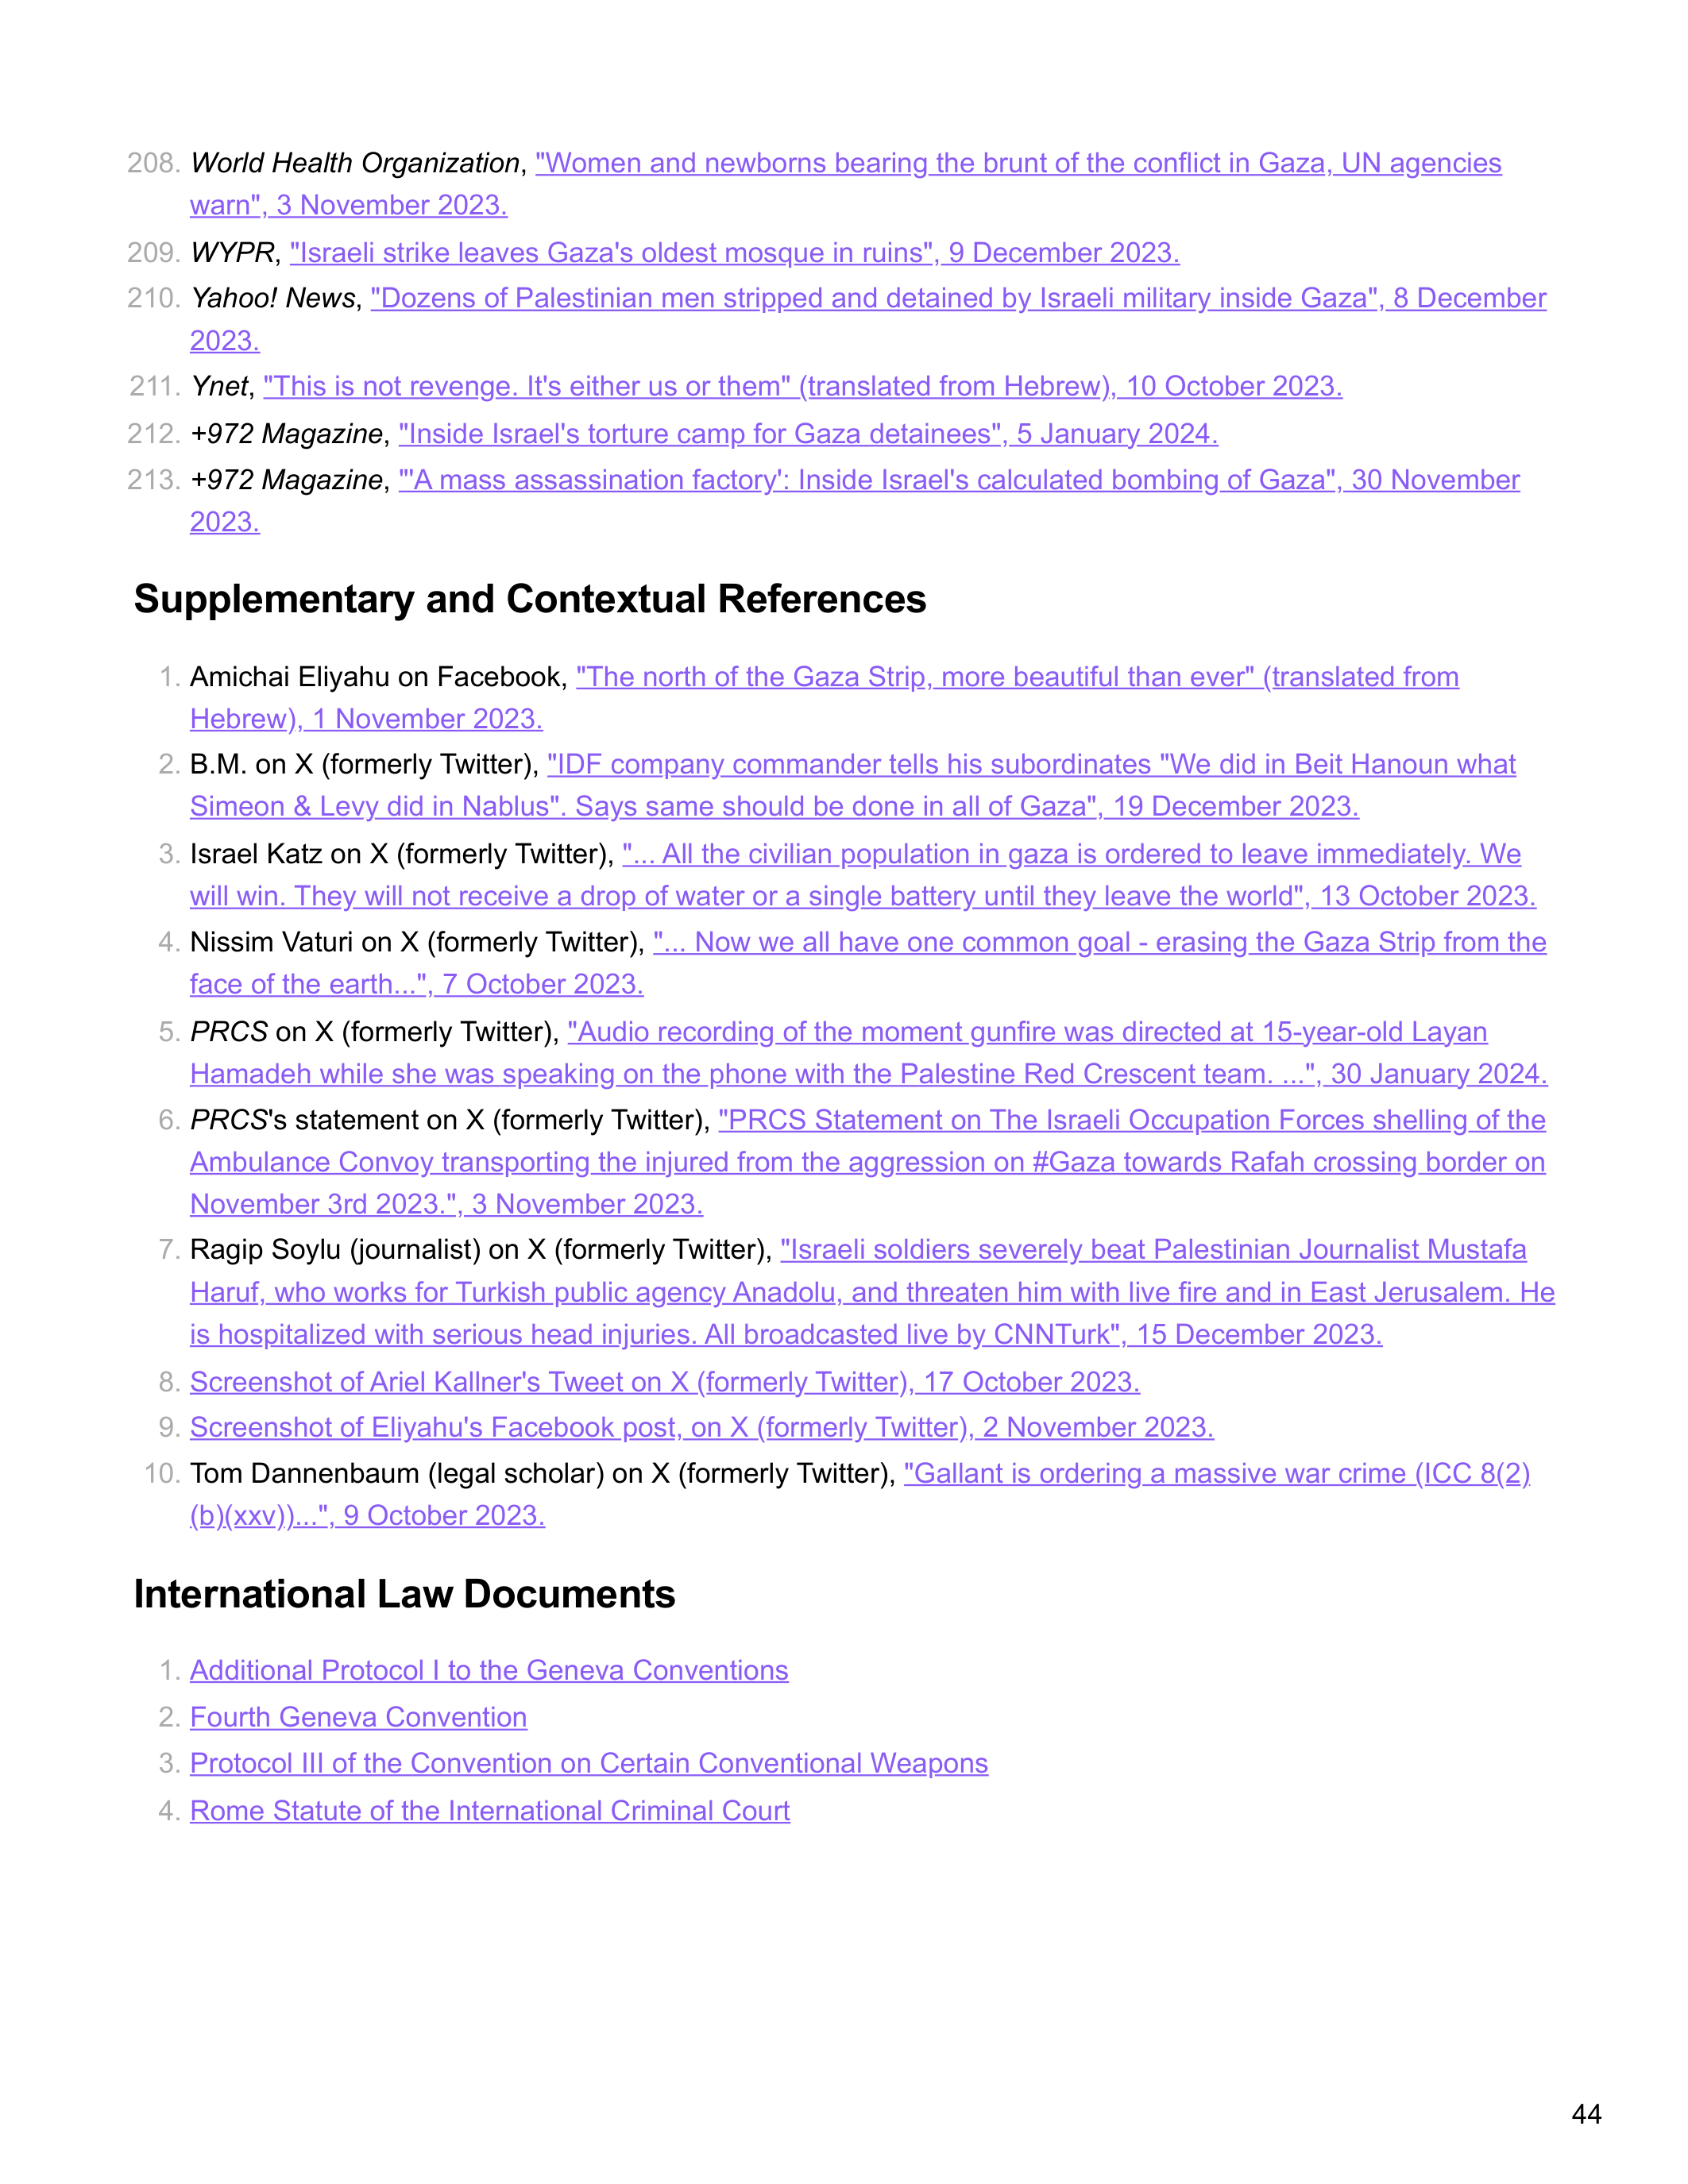 208. World Health Organization, "Women and newborns bearing the brunt of the conflict in Gaza, UN agencies
warn", 3 November 2023.
209. WYPR, "Israeli strike leaves Gaza's oldest mosque in ruins", 9 December 2023.
210. Yahoo! News, "Dozens of Palestinian men stripped and detained by Israeli military inside Gaza", 8 December
2023.
211. Ynet, "This is not revenge. It's either us or them" (translated from Hebrew), 10 October 2023.
212. +972 Magazine, "Inside Israel's torture camp for Gaza detainees", 5 January 2024.
213. +972 Magazine, "'A mass assassination factory': Inside Israel's calculated bombing of Gaza", 30 November
2023.
Supplementary and Contextual References
1. Amichai Eliyahu on Facebook, "The north of the Gaza Strip, more beautiful than ever" (translated from
Hebrew), 1 November 2023.
2. B.M. on X (formerly Twitter), "IDF company commander tells his subordinates "We did in Beit Hanoun what
Simeon & Levy did in Nablus". Says same should be done in all of Gaza", 19 December 2023.
3. Israel Katz on X (formerly Twitter), "... All the civilian population in gaza is ordered to leave immediately. We
will win. They will not receive a drop of water or a single battery until they leave the world", 13 October 2023.
4. Nissim Vaturi on X (formerly Twitter), "... Now we all have one common goal - erasing the Gaza Strip from the
face of the earth...", 7 October 2023.
5. PRCS on X (formerly Twitter), "Audio recording of the moment gunfire was directed at 15-year-old Layan
Hamadeh while she was speaking on the phone with the Palestine Red Crescent team. ...", 30 January 2024.
6. PRCS's statement on X (formerly Twitter), "PRCS Statement on The Israeli Occupation Forces shelling of the
Ambulance Convoy transporting the injured from the aggression on #Gaza towards Rafah crossing border on
November 3rd 2023.", 3 November 2023.
7. Ragip Soylu (journalist) on X (formerly Twitter), "Israeli soldiers severely beat Palestinian Journalist Mustafa
Haruf, who works for Turkish public agency Anadolu, and threaten him with live fire and in East Jerusalem. He
is hospitalized with serious head injuries. All broadcasted live by CNNTurk", 15 December 2023.
8. Screenshot of Ariel Kallner's Tweet on X (formerly Twitter), 17 October 2023.
9. Screenshot of Eliyahu's Facebook post, on X (formerly Twitter), 2 November 2023.
10. Tom Dannenbaum (legal scholar) on X (formerly Twitter), "Gallant is ordering a massive war crime (ICC 8(2)
(b)(xxv))...", 9 October 2023.
International Law Documents
1. Additional Protocol I to the Geneva Conventions
2. Fourth Geneva Convention
3. Protocol III of the Convention on Certain Conventional Weapons
4. Rome Statute of the International Criminal Court
44